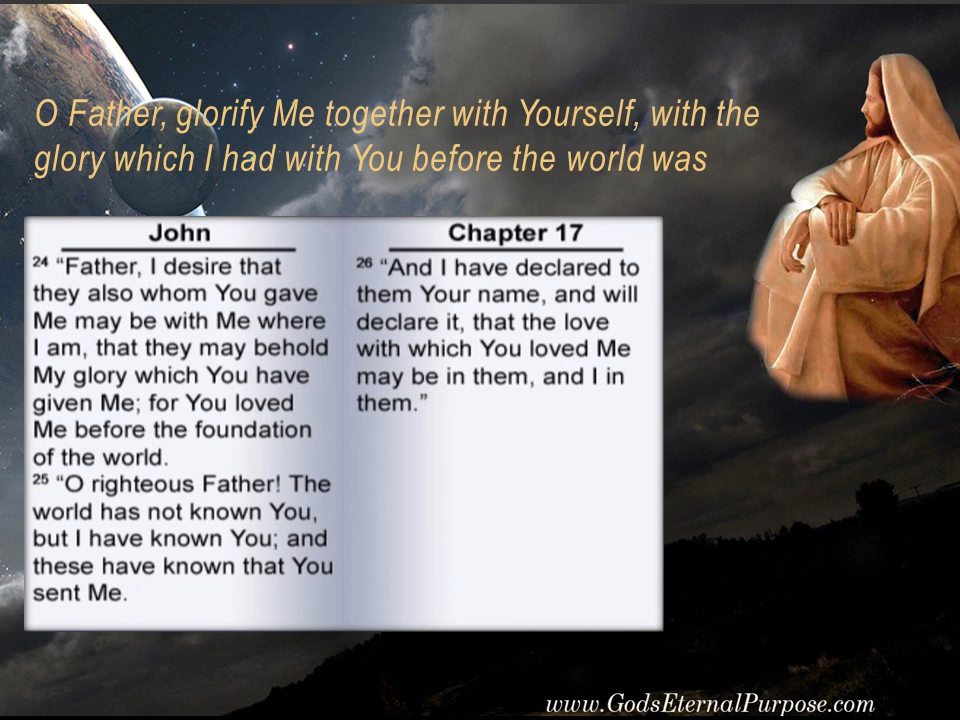 O Father, glorify Me together with Yourself, with the
glory which I had with You before the world was
John
24 “Father, I desire that
they also whom You gave
Me may be with Me where
I am, that they may behold
My glory which You have
given Me; for You loved
Me before the foundation
of the world.
25 “O righteous Father! The
world has not known You,
but I have known You; and
these have known that You
sent Me.
Chapter 17
26 “And I have declared to
them Your name, and will
declare it, that the love
with which You loved Me
may be in them, and I in
them.”
www.GodsEternalPurpose.com